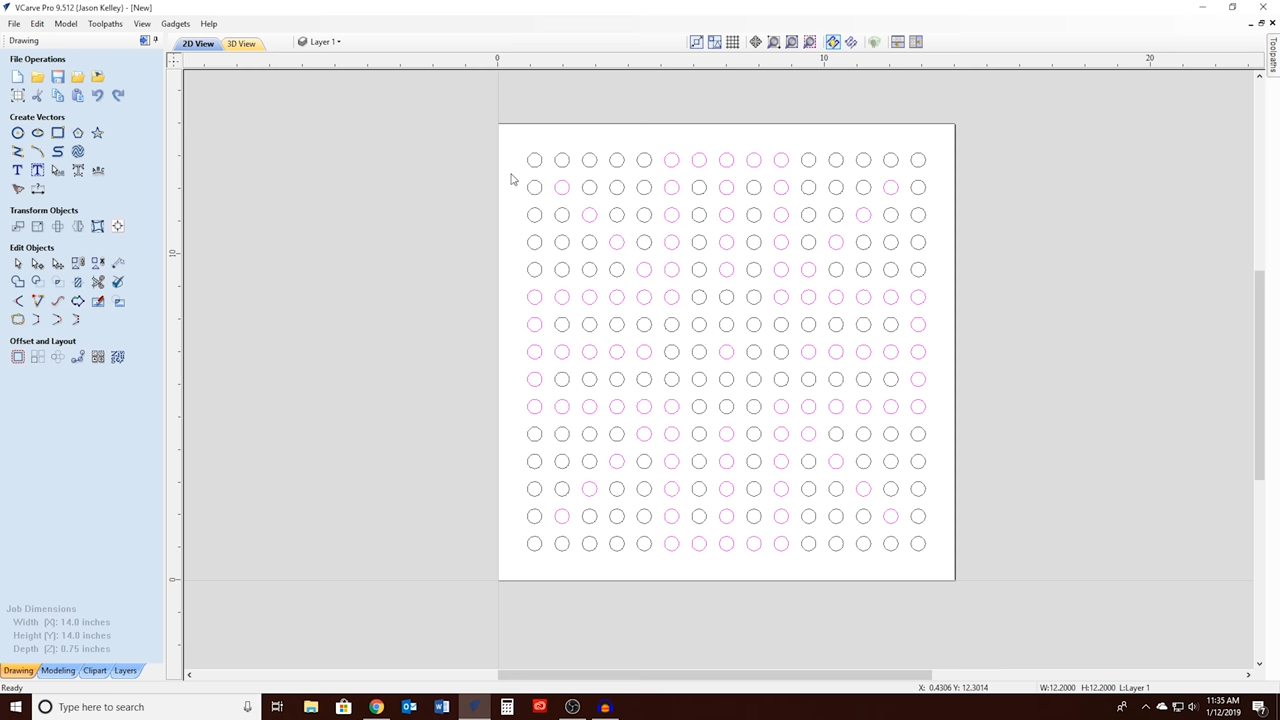 VCarve Pro 9.512 {Jason Kelley} - [New]
File Edit Model Toolpaths View Gadgets Help
Drawing
2D View
3D View
Layer 1
Toolpaths
0
10
20
File Operations
Create Vectors
Transform Objects
Edit Objects
10
Offset and Layout
0
Job Dimensions
Width (X): 14.0 inches
Height (Y): 14.0 inches
Depth (Z): 0.75 inches
Drawing Modeling Clipart Layers
Ready
X: 0.4306 Y: 12.3014
W:12.2000 H:12.2000 L:Layer 1
Type here to search
11:35 AM
1/12/2019